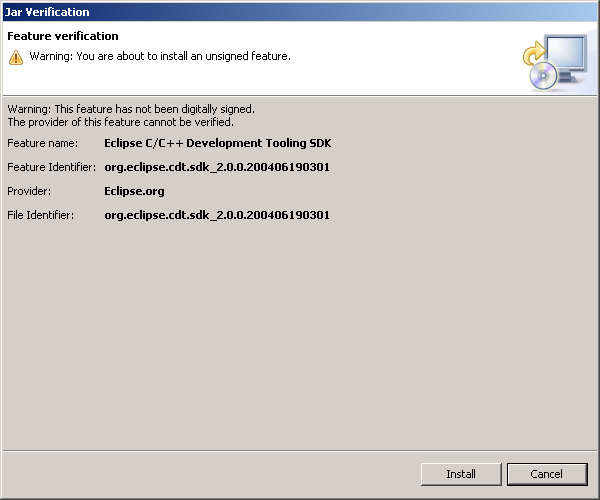 Jar Verification
Feature verification
Warning: You are about to install an unsigned feature.
Warning: This feature has not been digitally signed.
The provider of this feature cannot be verified.
Feature name: Eclipse C/C++ Development Tooling SDK
Feature Identifier: org.eclipse.cdt.sdk_2.0.0.200406190301
Provider: Eclipse.org
File Identifier: org.eclipse.cdt.sdk_2.0.0.200406190301
Install Cancel